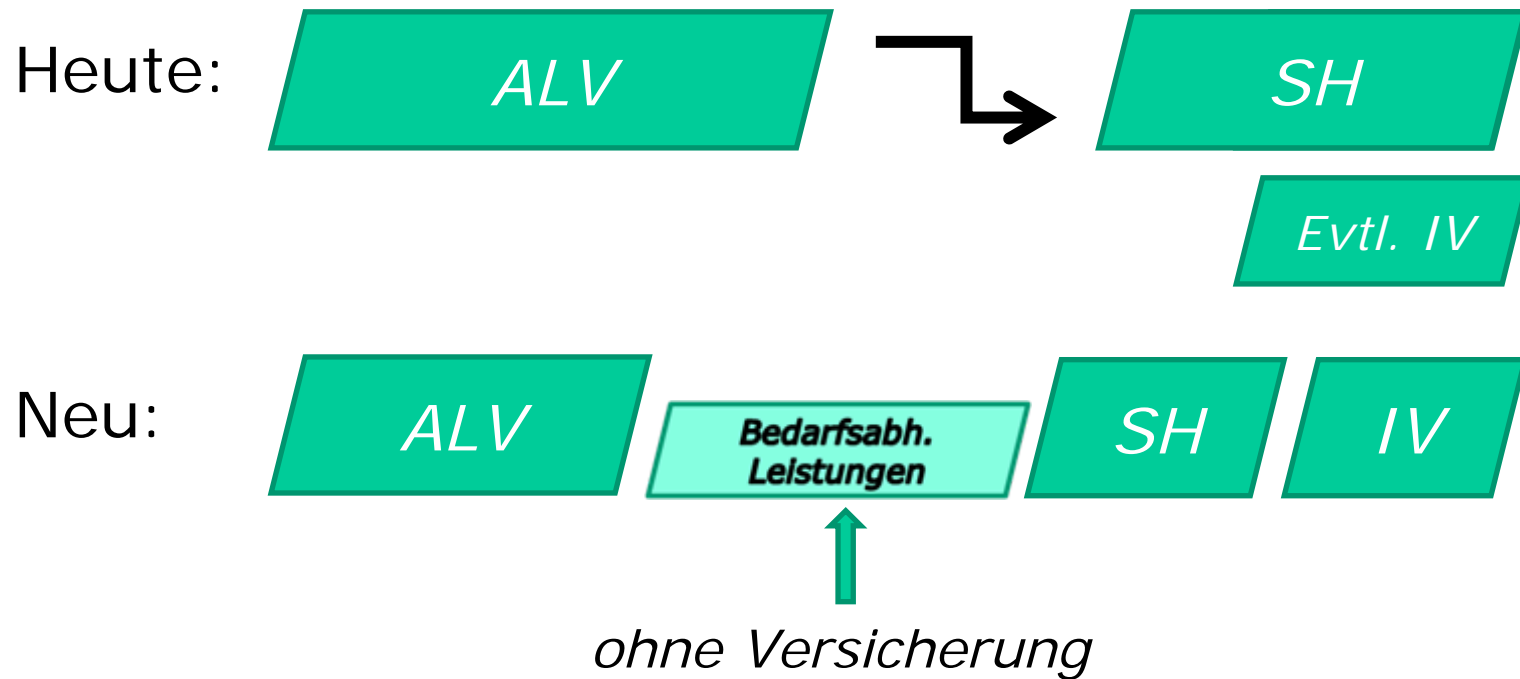 Heute:
ALV
SH
Evtl. IV
Neu:
ALV
Bedarfsabh.
Leistungen
SH
IV
ohne Versicherung